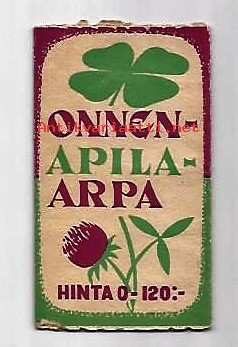 ONNEN-
APILA-
ARPA
HINTA 0-120:-